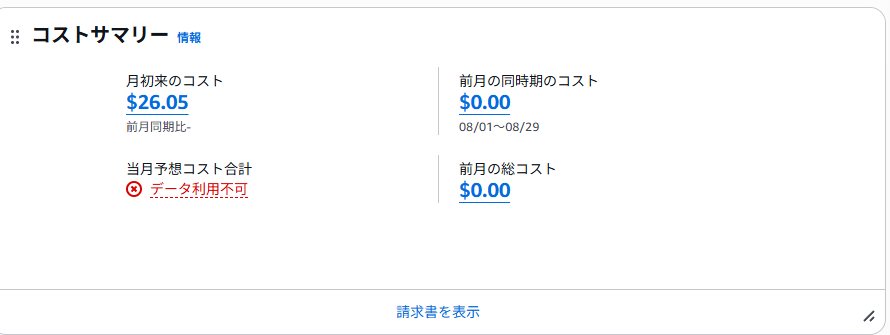 コストサマリー 情報
月初来のコスト
$26.05
前月同期比-
前月の同時期のコスト
$0.00
08/01～08/29
当月予想コスト合計
データ利用不可
前月の総コスト
$0.00
請求書を表示